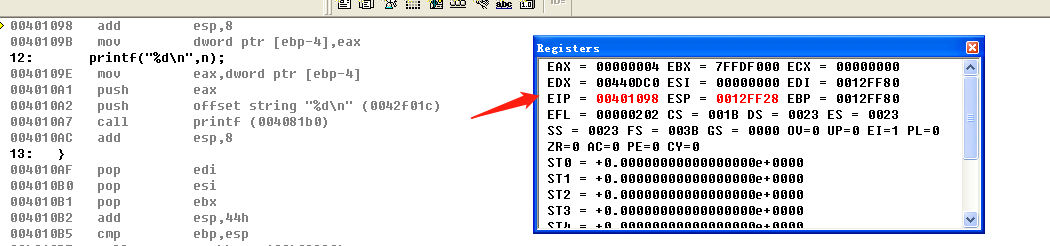 00401098 add esp,8
0040109B mov dword ptr [ebp-4],eax
12: printf("%d\n",n);
0040109E mov eax,dword ptr [ebp-4]
004010A1 push eax
004010A2 push offset string "%d\n" (0042f01c)
004010A7 call printf (004081b0)
004010AC add esp,8
13: }
004010AF pop edi
004010B0 pop esi
004010B1 pop ebx
004010B2 add esp,44h
004010B5 cmp ebp,esp
Registers
EAX = 00000004 EBX = 7FFDF000 ECX = 00000000
EDX = 00440DC0 ESI = 00000000 EDI = 0012FF80
EIP = 00401098 ESP = 0012FF28 EBP = 0012FF80
EFL = 00000202 CS = 001B DS = 0023 ES = 0023
SS = 0023 FS = 003B GS = 0000 OV=0 UP=0 EI=1 PL=0
ZR=0 AC=0 PE=0 CY=0
ST0 = +0.00000000000000000e+0000
ST1 = +0.00000000000000000e+0000
ST2 = +0.00000000000000000e+0000
ST3 = +0.00000000000000000e+0000